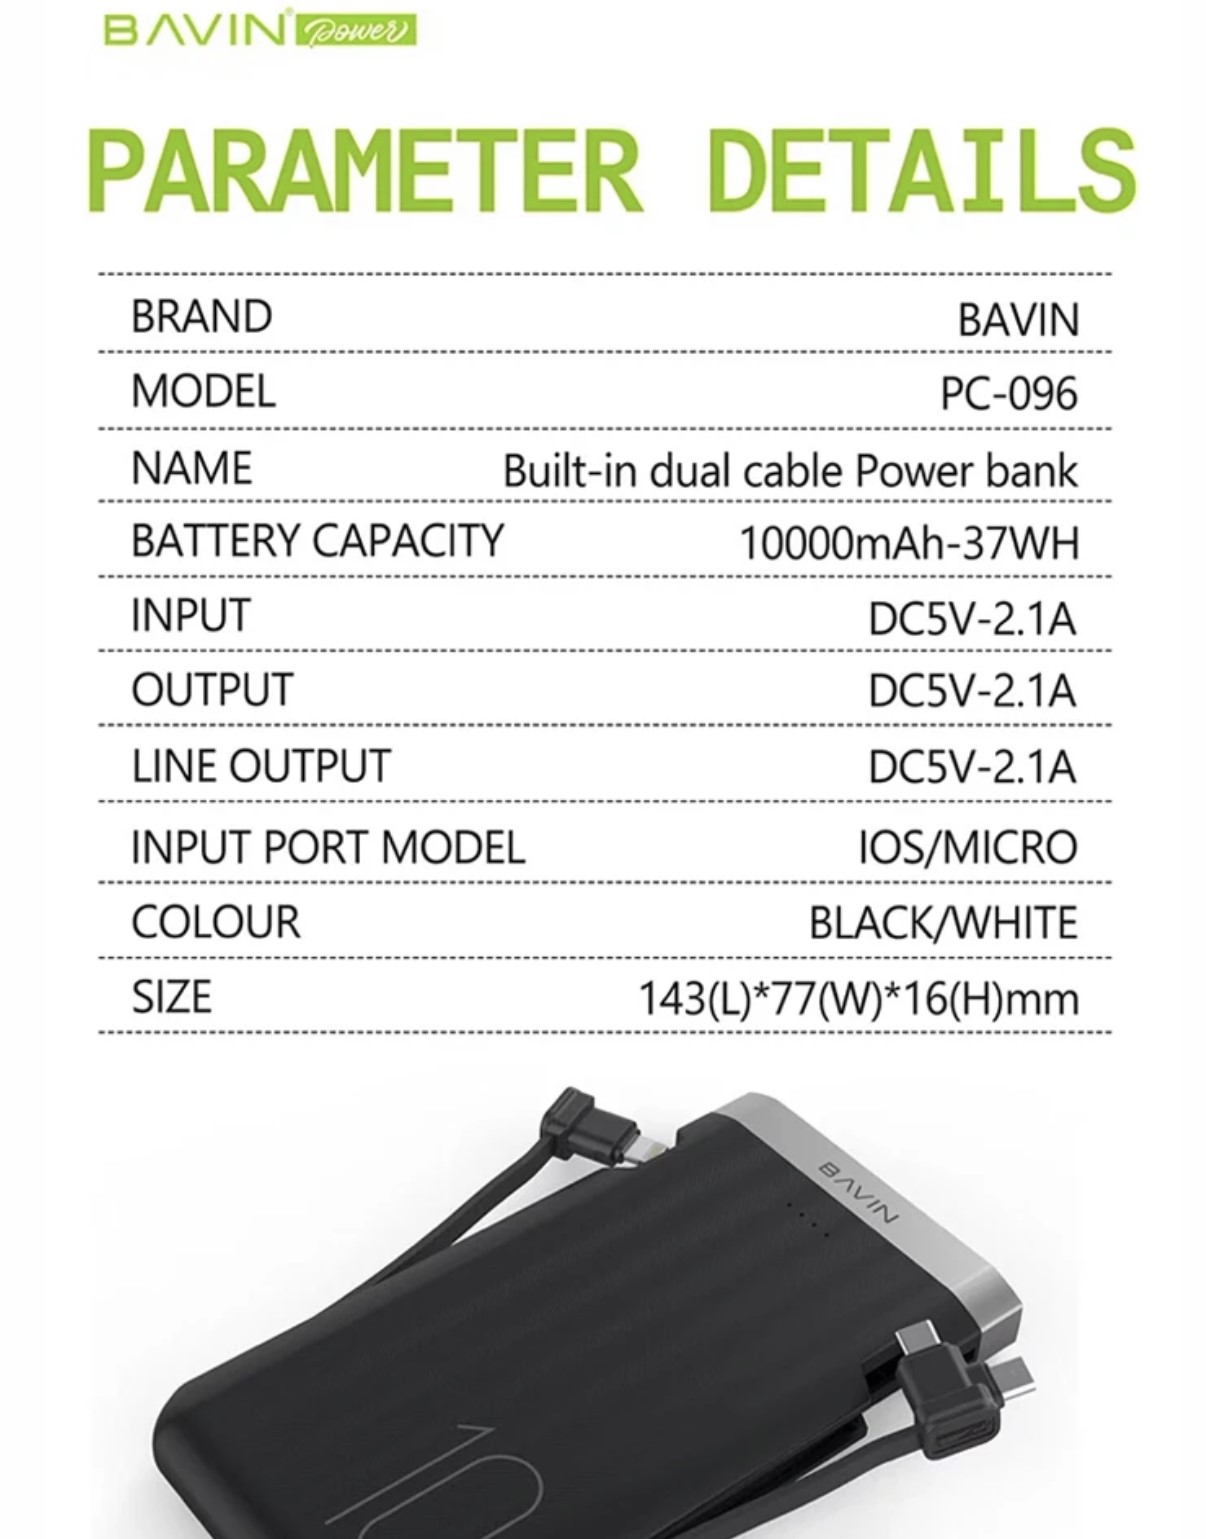 BAVIN® Power
PARAMETER DETAILS
BRAND BAVIN
MODEL PC-096
NAME Built-in dual cable Power bank
BATTERY CAPACITY 10000mAh-37WH
INPUT DC5V-2.1A
OUTPUT DC5V-2.1A
LINE OUTPUT DC5V-2.1A
INPUT PORT MODEL IOS/MICRO
COLOUR BLACK/WHITE
SIZE 143(L)*77(W)*16(H)mm
BAVIN
10